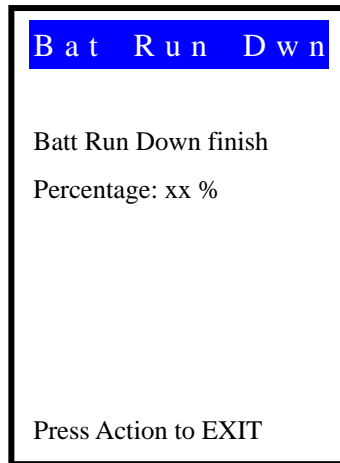 Bat Run Dwn
Batt Run Down finish
Percentage: xx %
Press Action to EXIT